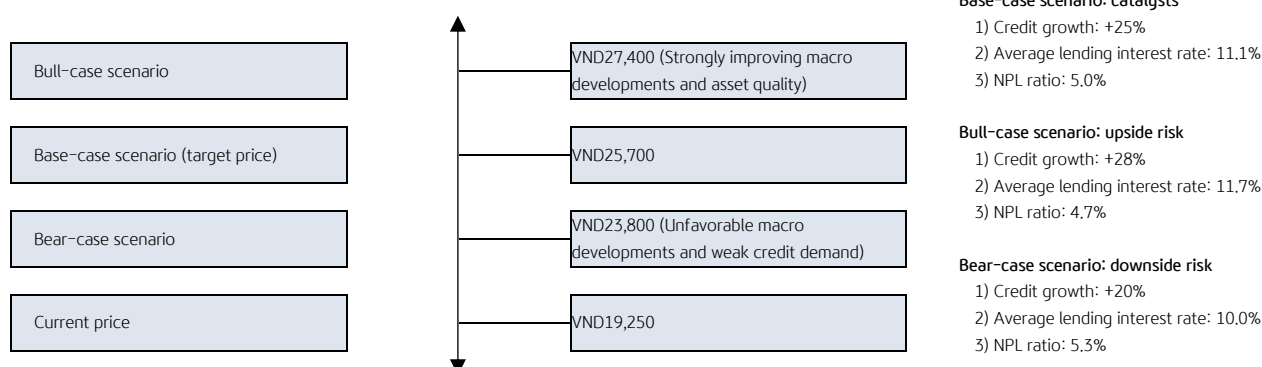 Bull-case scenario
VND27,400 (Strongly improving macro
developments and asset quality)
Base-case scenario (target price)
VND25,700
Bear-case scenario
VND23,800 (Unfavorable macro
developments and weak credit demand)
Current price
VND19,250
Base-case scenario: catalysts
1) Credit growth: +25%
2) Average lending interest rate: 11.1%
3) NPL ratio: 5.0%
Bull-case scenario: upside risk
1) Credit growth: +28%
2) Average lending interest rate: 11.7%
3) NPL ratio: 4.7%
Bear-case scenario: downside risk
1) Credit growth: +20%
2) Average lending interest rate: 10.0%
3) NPL ratio: 5.3%